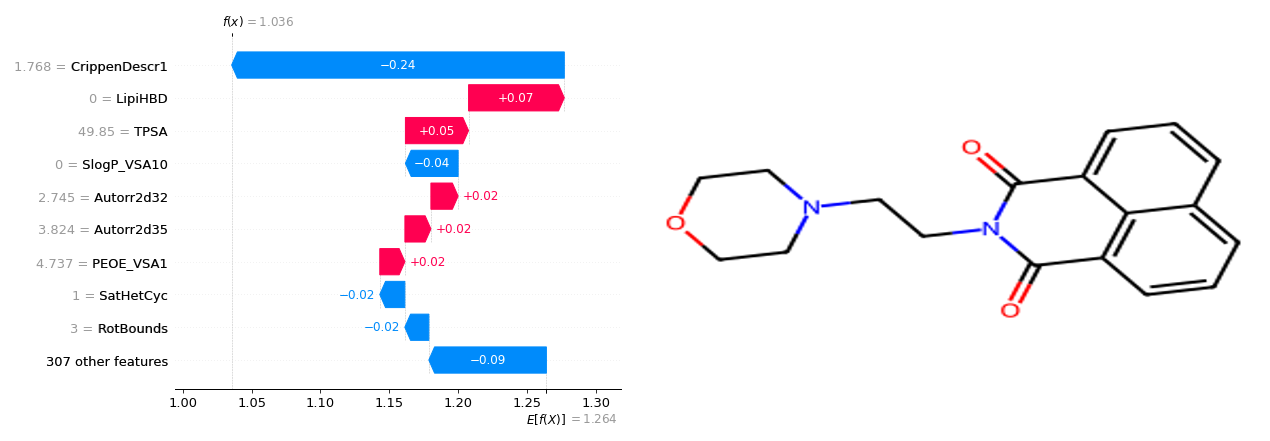 f(x) = 1.036
1.768 = CrippenDescr1
−0.24
0 = LipiHBD
+0.07
49.85 = TPSA
+0.05
0 = SlogP_VSA10
−0.04
2.745 = Autorr2d32
+0.02
3.824 = Autorr2d35
+0.02
4.737 = PEOE_VSA1
+0.02
1 = SatHetCyc
−0.02
3 = RotBounds
−0.02
307 other features
−0.09
1.00 1.05 1.10 1.15 1.20 1.25 1.30
E[f(X)] = 1.264
O
N
O
N
O